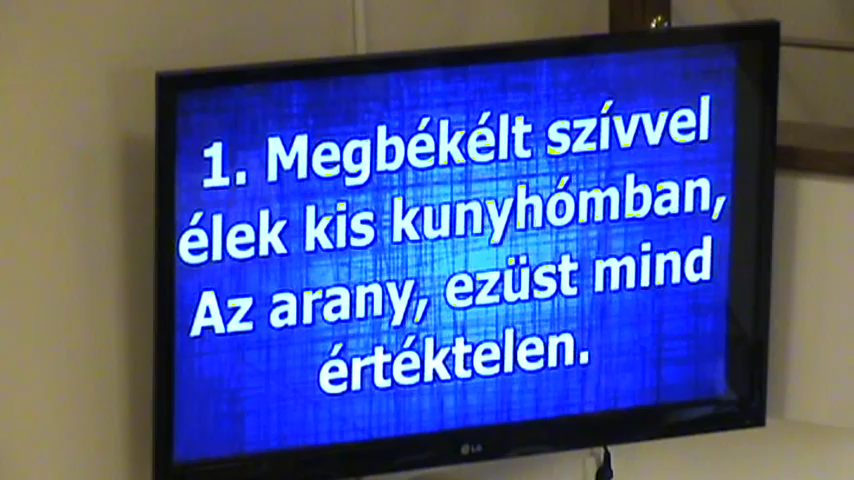 1. Megbékélt szívvel
élek kis kunyhómban,
Az arany, ezüst mind
értéktelen.
LG